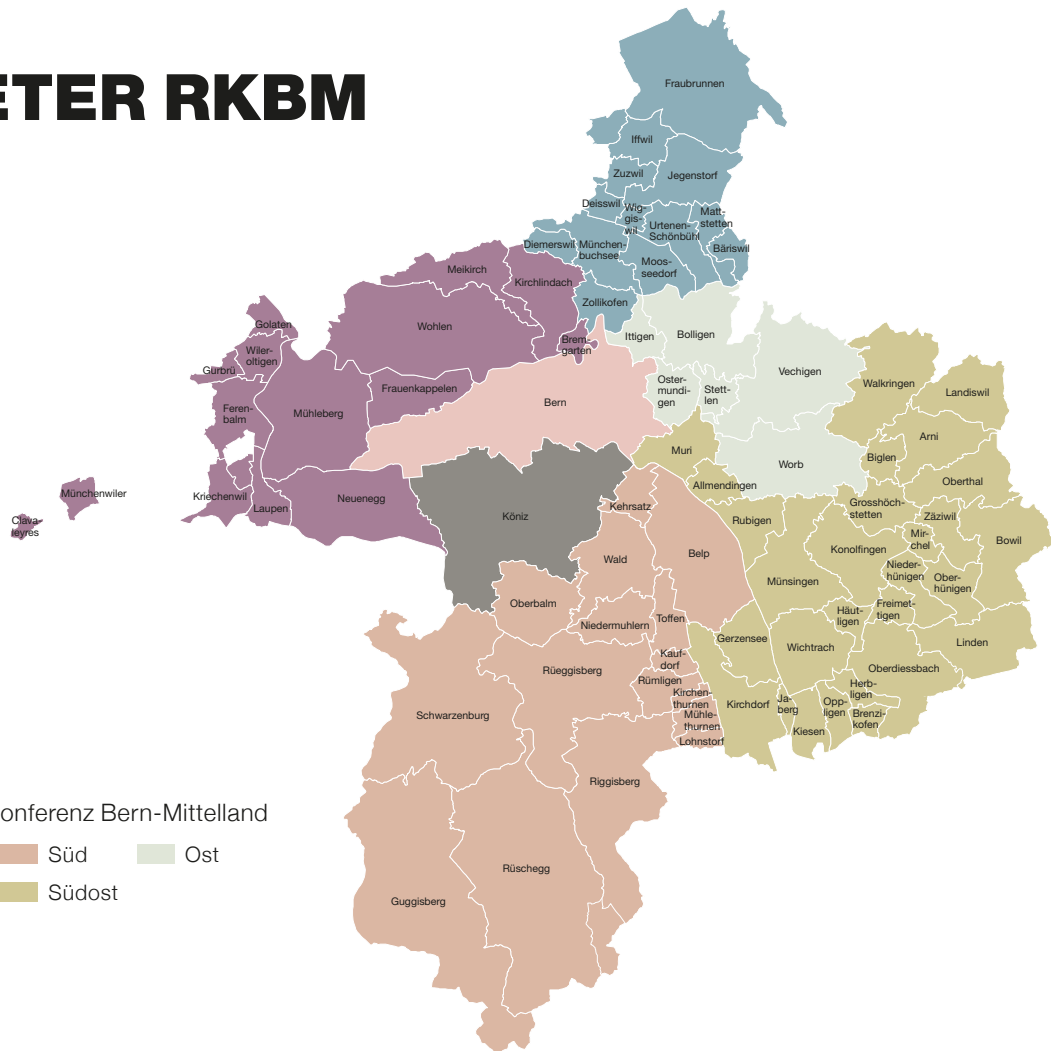 ETER RKBM
Fraubrunnen
Iffwil
Zuzwil
Jegenstorf
Deisswil
Wig-
gis-
wil
Matt-
stetten
Urtenen-
Schönbühl
Diemerswil
München-
buchsee
Bäriswil
Moos-
seedorf
Meikirch
Kirchlindach
Zollikofen
Golaten
Wohlen
Ittigen
Bolligen
Brem-
garten
Wiler-
oltigen
Gurbrü
Vechigen
Frauenkappelen
Oster-
mundi-
gen
Stett-
len
Walkringen
Landiswil
Bern
Feren-
balm
Mühleberg
Arni
Muri
Biglen
Worb
Oberthal
Allmendingen
Münchenwiler
Kriechenwil
Neuenegg
Laupen
Kehrsatz
Grosshöch-
stetten
Köniz
Zäziwil
Rubigen
Clava-
leyres
Mir-
chel
Bowil
Konolfingen
Belp
Wald
Nieder-
hünigen
Ober-
hünigen
Münsingen
Oberbalm
Freimet-
tigen
Häut-
ligen
Toffen
Niedermuhlern
Gerzensee
Linden
Wichtrach
Kauf-
dorf
Rüeggisberg
Oberdiessbach
Rümligen
Herb-
ligen
Kirchen-
thurnen
Kirchdorf
Ja-
berg
Opp-
ligen
Schwarzenburg
Mühle-
thurnen
Brenzi-
kofen
Kiesen
Lohnstorf
Riggisberg
onferenz Bern-Mittelland
Süd
Ost
Südost
Rüschegg
Guggisberg